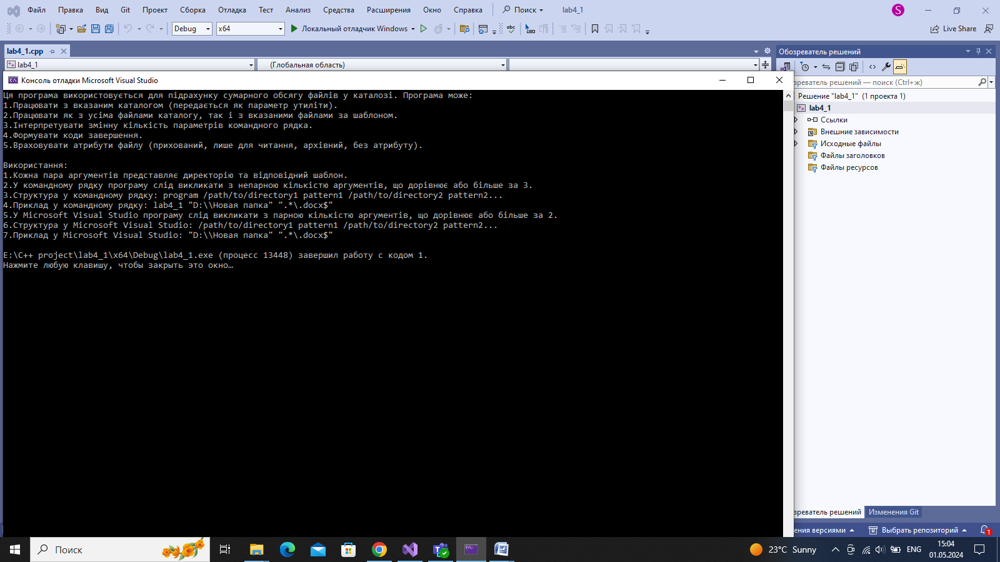 Файл Правка Вид Git Проект Сборка Отладка Тест Анализ Средства Расширения Окно Справка Поиск lab4_1 S
Debug x64 Локальный отладчик Windows abc Live Share
lab4_1.cpp
lab4_1 (Глобальная область)
Обозреватель решений
зреватель решений — поиск (Ctrl+ж)
Решение "lab4_1" (1 проекта 1)
lab4_1
Ссылки
Внешние зависимости
Исходные файлы
Файлы заголовков
Файлы ресурсов
Консоль отладки Microsoft Visual Studio
Ця програма використовується для підрахунку сумарного обсягу файлів у каталозі. Програма може:
1.Працювати з вказаним каталогом (передається як параметр утиліти).
2.Працювати як з усіма файлами каталогу, так і з вказаними файлами за шаблоном.
3.Інтерпретувати змінну кількість параметрів командного рядка.
4.Формувати коди завершення.
5.Враховувати атрибути файлу (прихований, лише для читання, архівний, без атрибуту).
Використання:
1.Кожна пара аргументів представляє директорію та відповідний шаблон.
2.У командному рядку програму слід викликати з непарною кількістю аргументів, що дорівнює або більше за 3.
3.Структура у командному рядку: program /path/to/directory1 pattern1 /path/to/directory2 pattern2...
4.Приклад у командному рядку: lab4_1 "D:\\Новая папка" ".*\.docx$"
5.У Microsoft Visual Studio програму слід викликати з парною кількістю аргументів, що дорівнює або більше за 2.
6.Структура у Microsoft Visual Studio: /path/to/directory1 pattern1 /path/to/directory2 pattern2...
7.Приклад у Microsoft Visual Studio: "D:\\Новая папка" ".*\.docx$"
E:\C++ project\lab4_1\x64\Debug\lab4_1.exe (процесс 13448) завершил работу с кодом 1.
Нажмите любую клавишу, чтобы закрыть это окно…
зреватель решений Изменения Git
ения версиями Выбрать репозиторий 1
Поиск
23°C Sunny ENG 15:04
01.05.2024